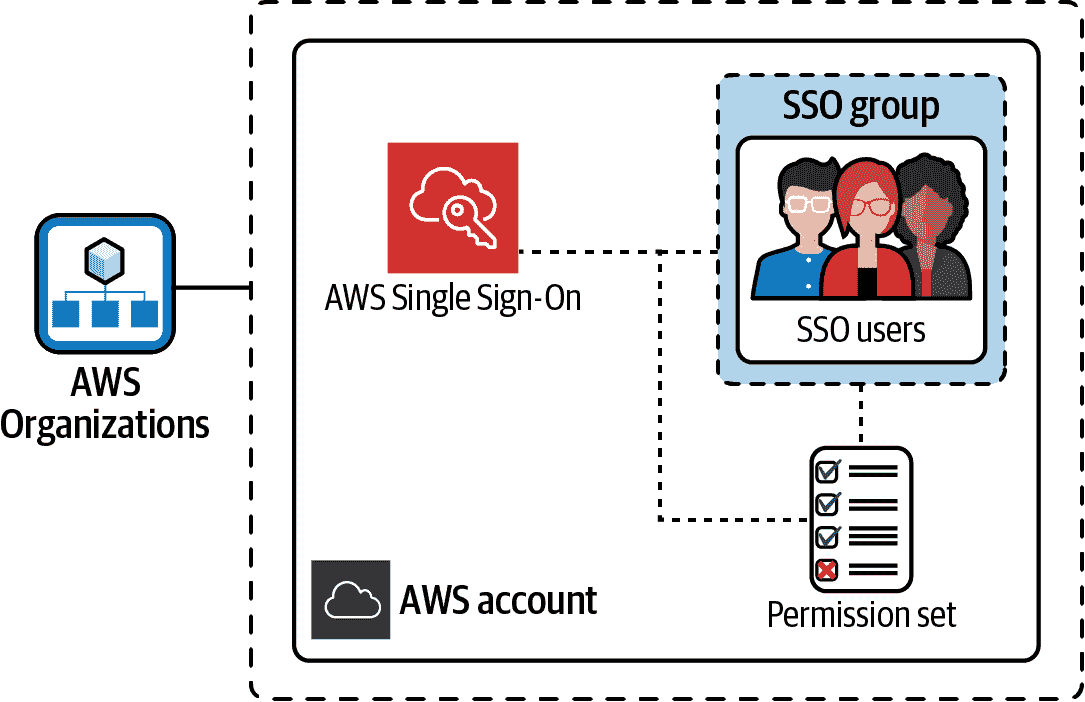 SSO group
SSO users
AWS Single Sign-On
AWS
Organizations
AWS account
Permission set